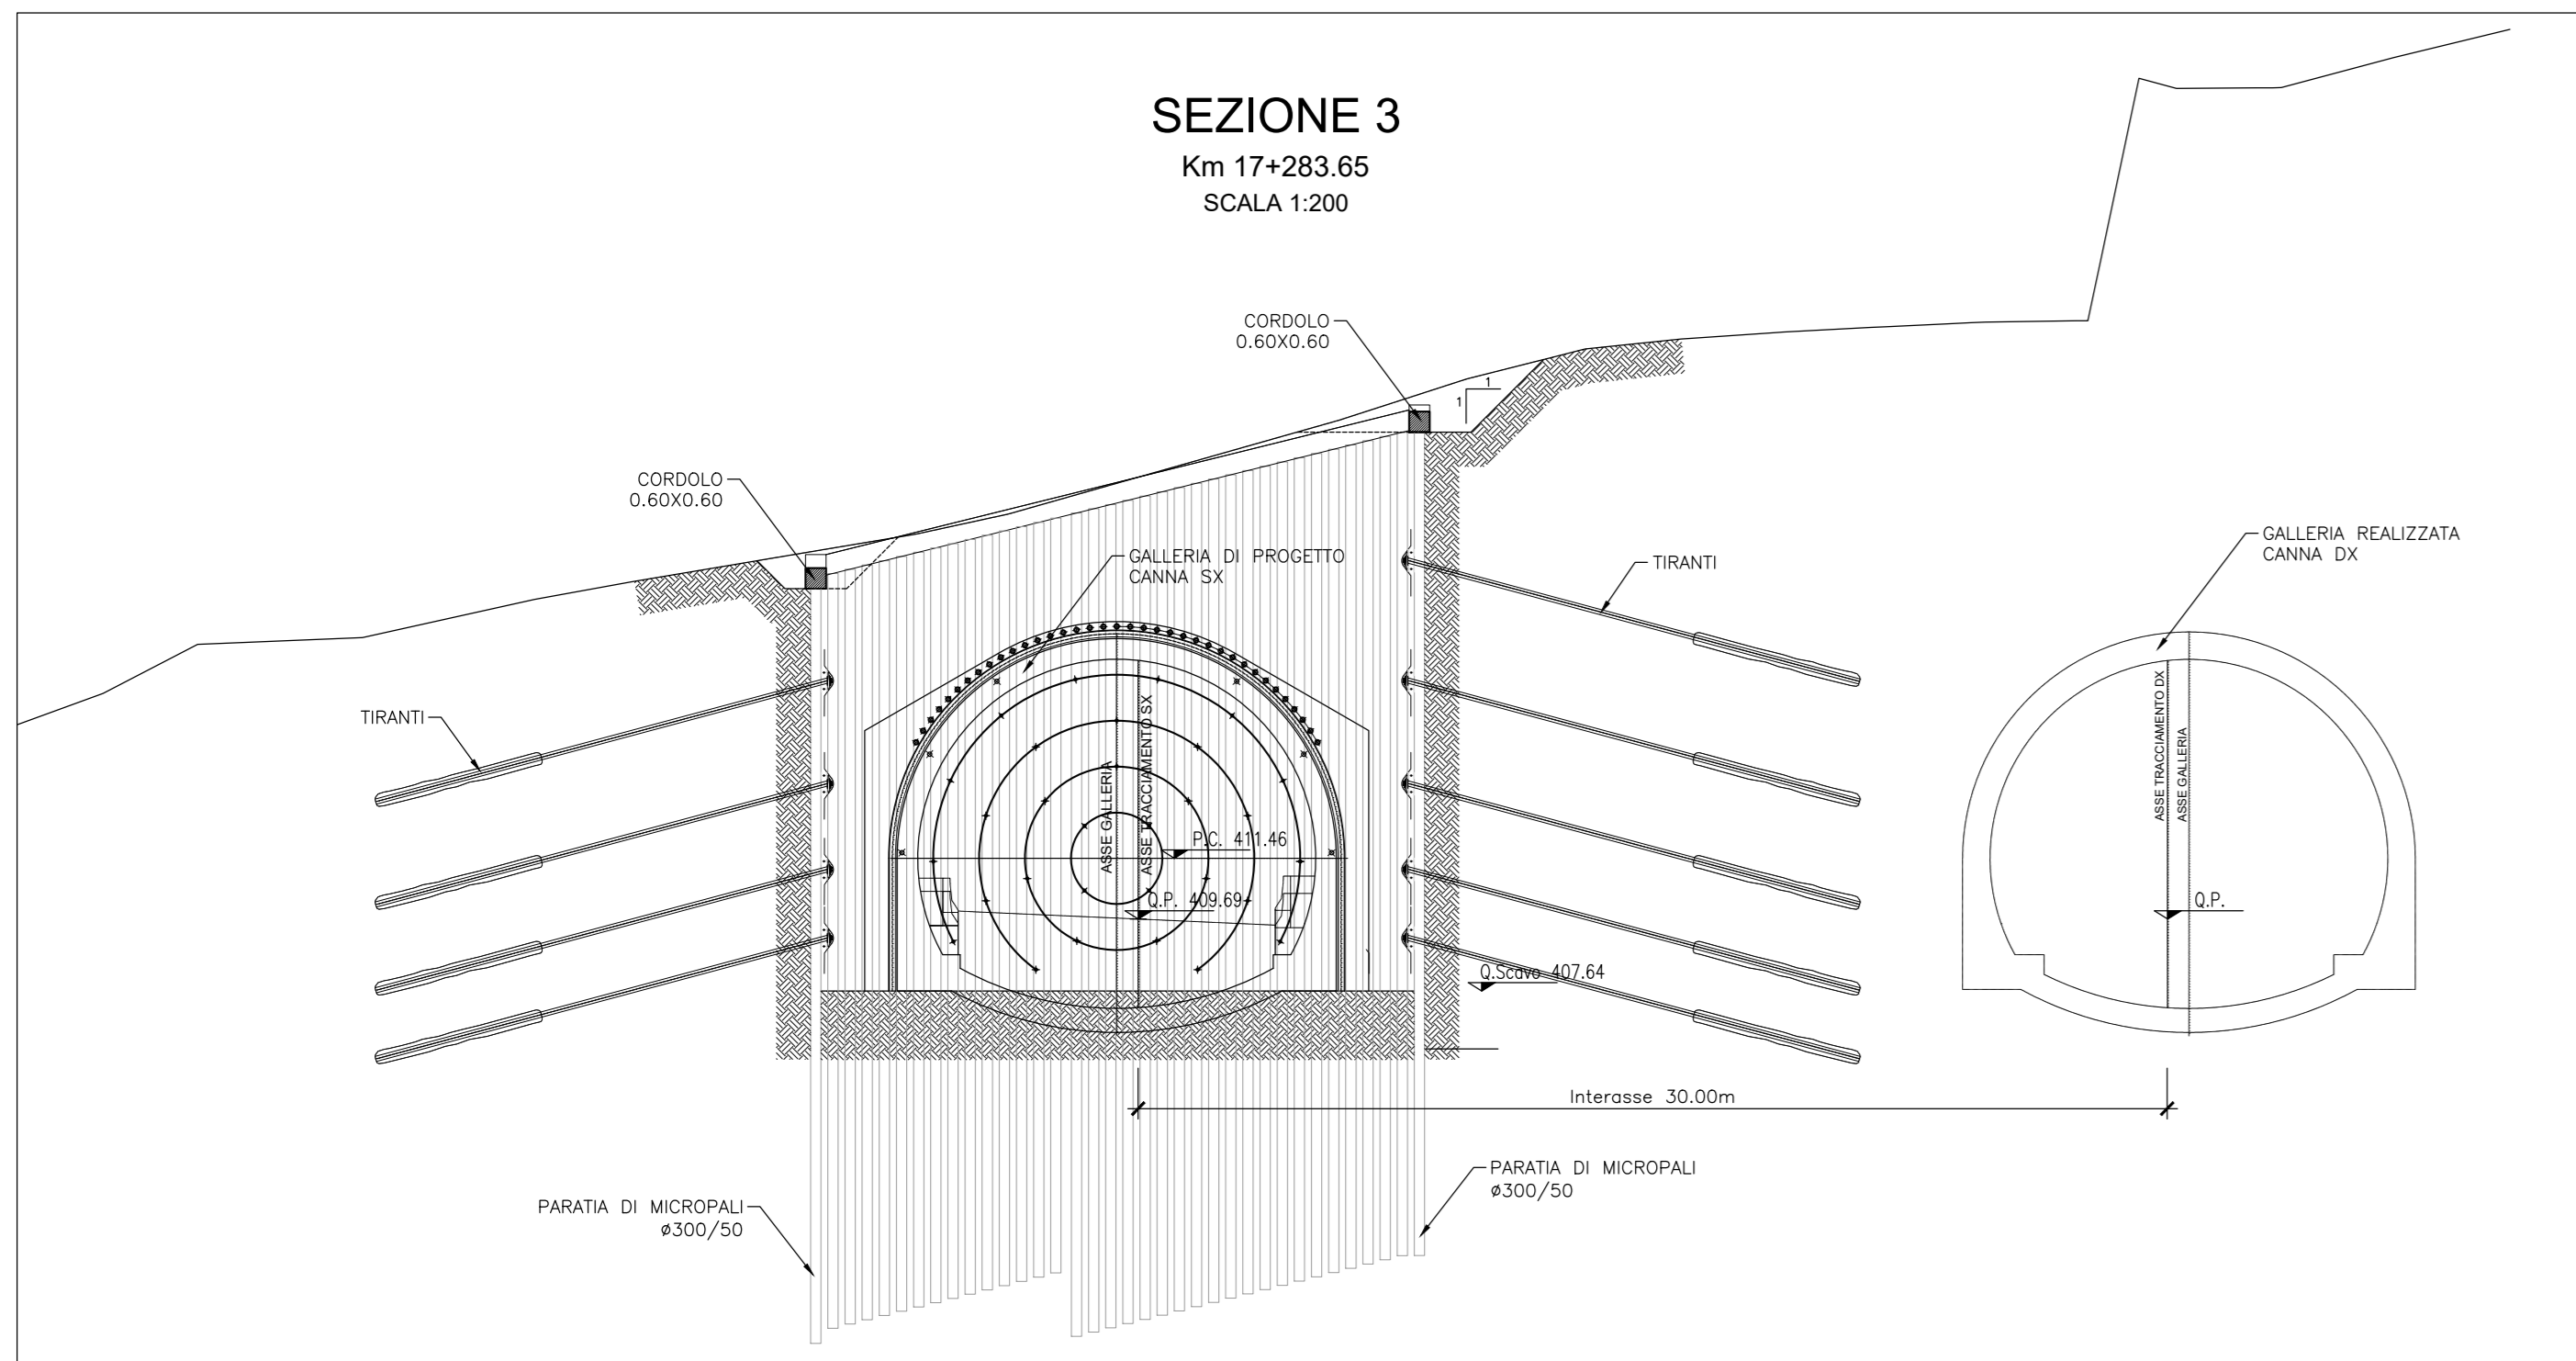 SEZIONE 3
Km 17+283.65
SCALA 1:200
CORDOLO
0.60X0.60
1
1
CORDOLO
0.60X0.60
GALLERIA DI PROGETTO
CANNA SX
TIRANTI
GALLERIA REALIZZATA
CANNA DX
TIRANTI
ASSE GALLERIA
ASSE TRACCIAMENTO SX
P.C. 411.46
Q.P. 409.69
ASSE TRACCIAMENTO DX
ASSE GALLERIA
Q.P.
Q.Scavo 407.64
Interasse 30.00m
PARATIA DI MICROPALI
ø300/50
PARATIA DI MICROPALI
ø300/50